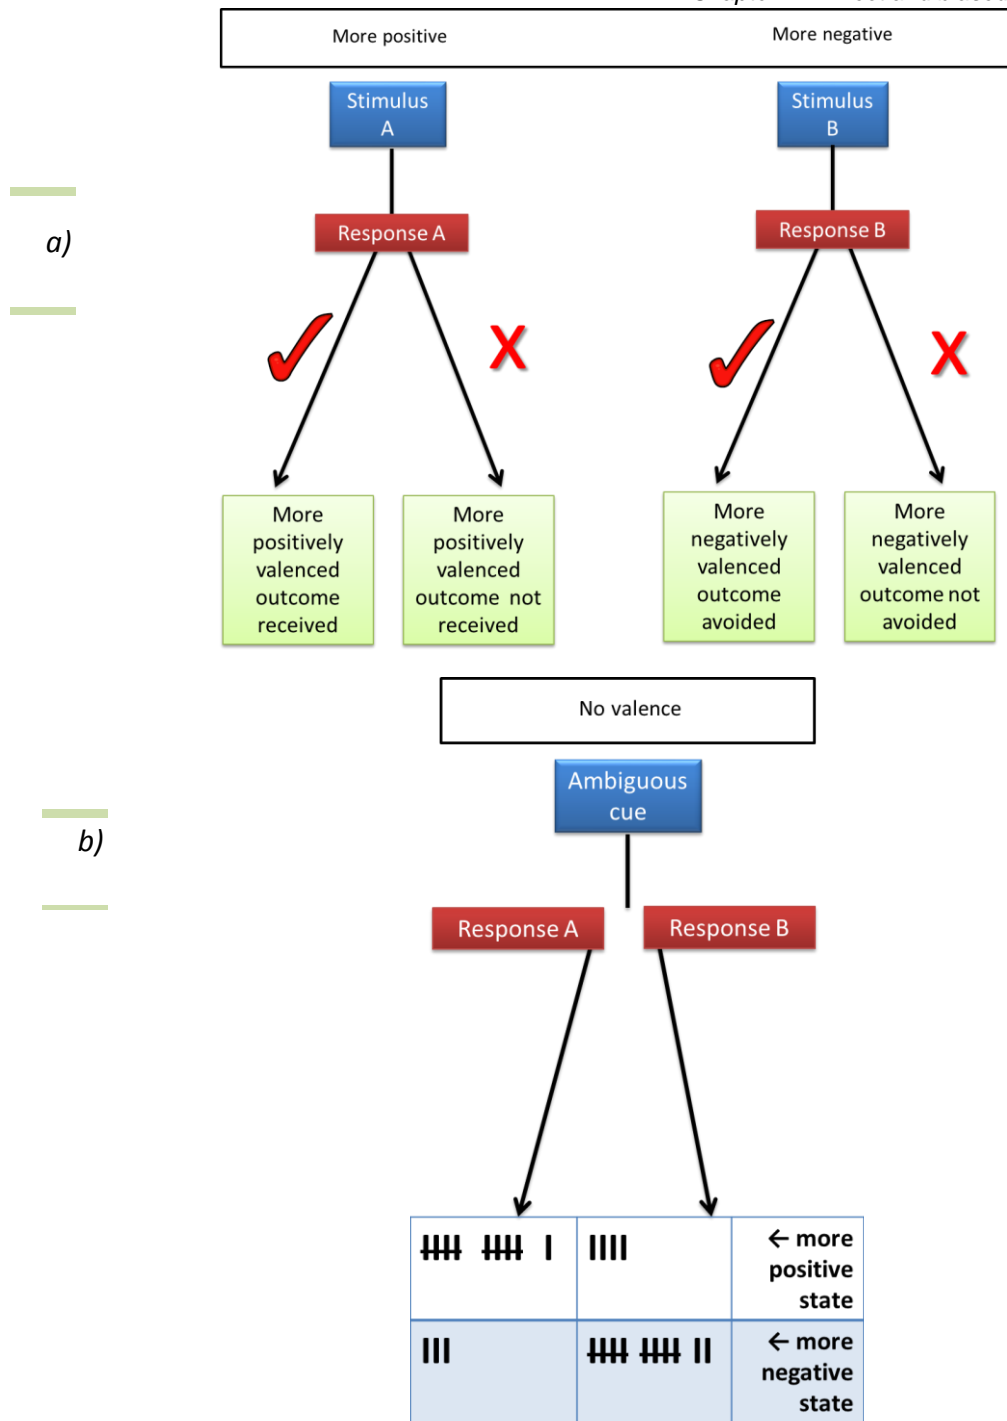 More positive
More negative
Stimulus
A
Stimulus
B
a)
Response A
Response B
X
X
More
positively
valenced
outcome
received
More
positively
valenced
outcome not
received
More
negatively
valenced
outcome
avoided
More
negatively
valenced
outcome not
avoided
No valence
Ambiguous
cue
b)
Response A
Response B
← more
positive
state
← more
negative
state